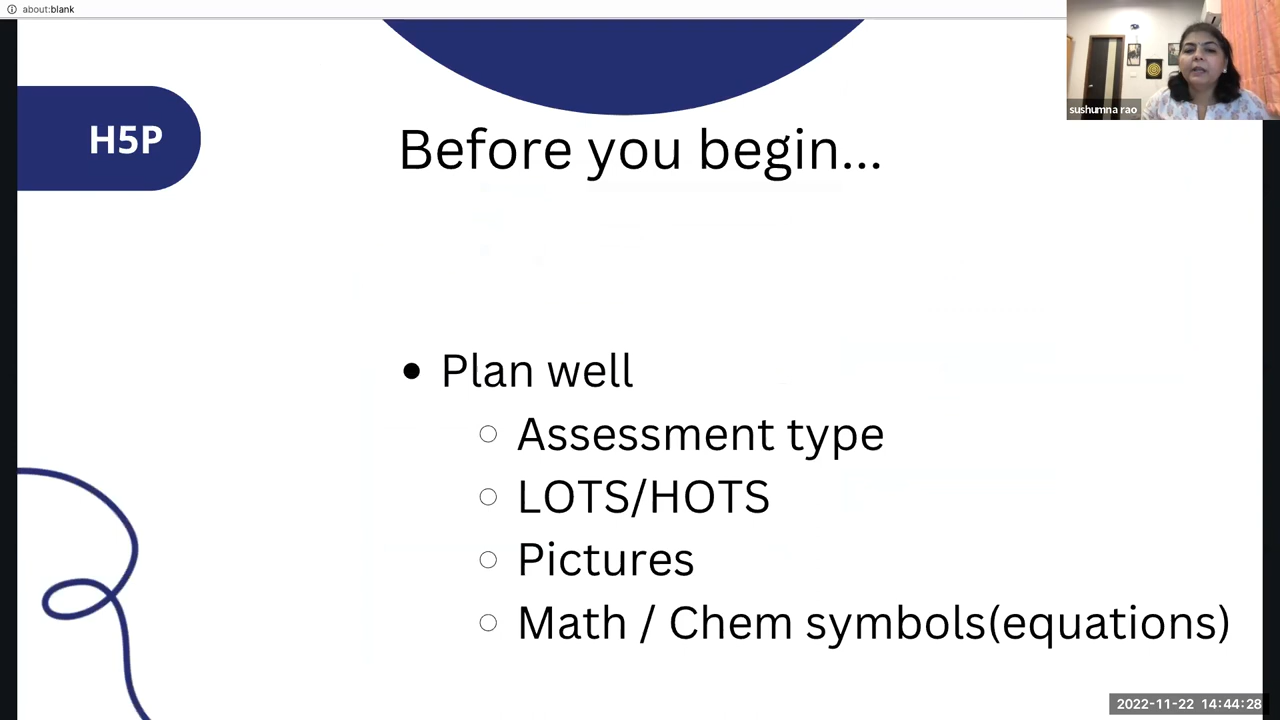 about:blank
sushumna rao
H5P
Before you begin...
Plan well
Assessment type
LOTS/HOTS
Pictures
Math / Chem symbols(equations)
2022-11-22 14:44:28